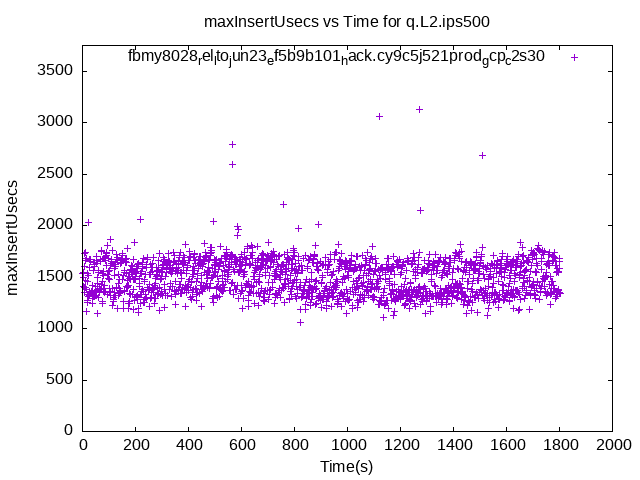 maxInsertUsecs vs Time for q.L2.ips500
fbmy8028relltojun23ef5b9b101hack.cy9c5j521prodgcpc2s30
3500
3000
2500
2000
1500
1000
500
0
maxInsertUsecs
0 200 400 600 800 1000 1200 1400 1600 1800 2000
Time(s)